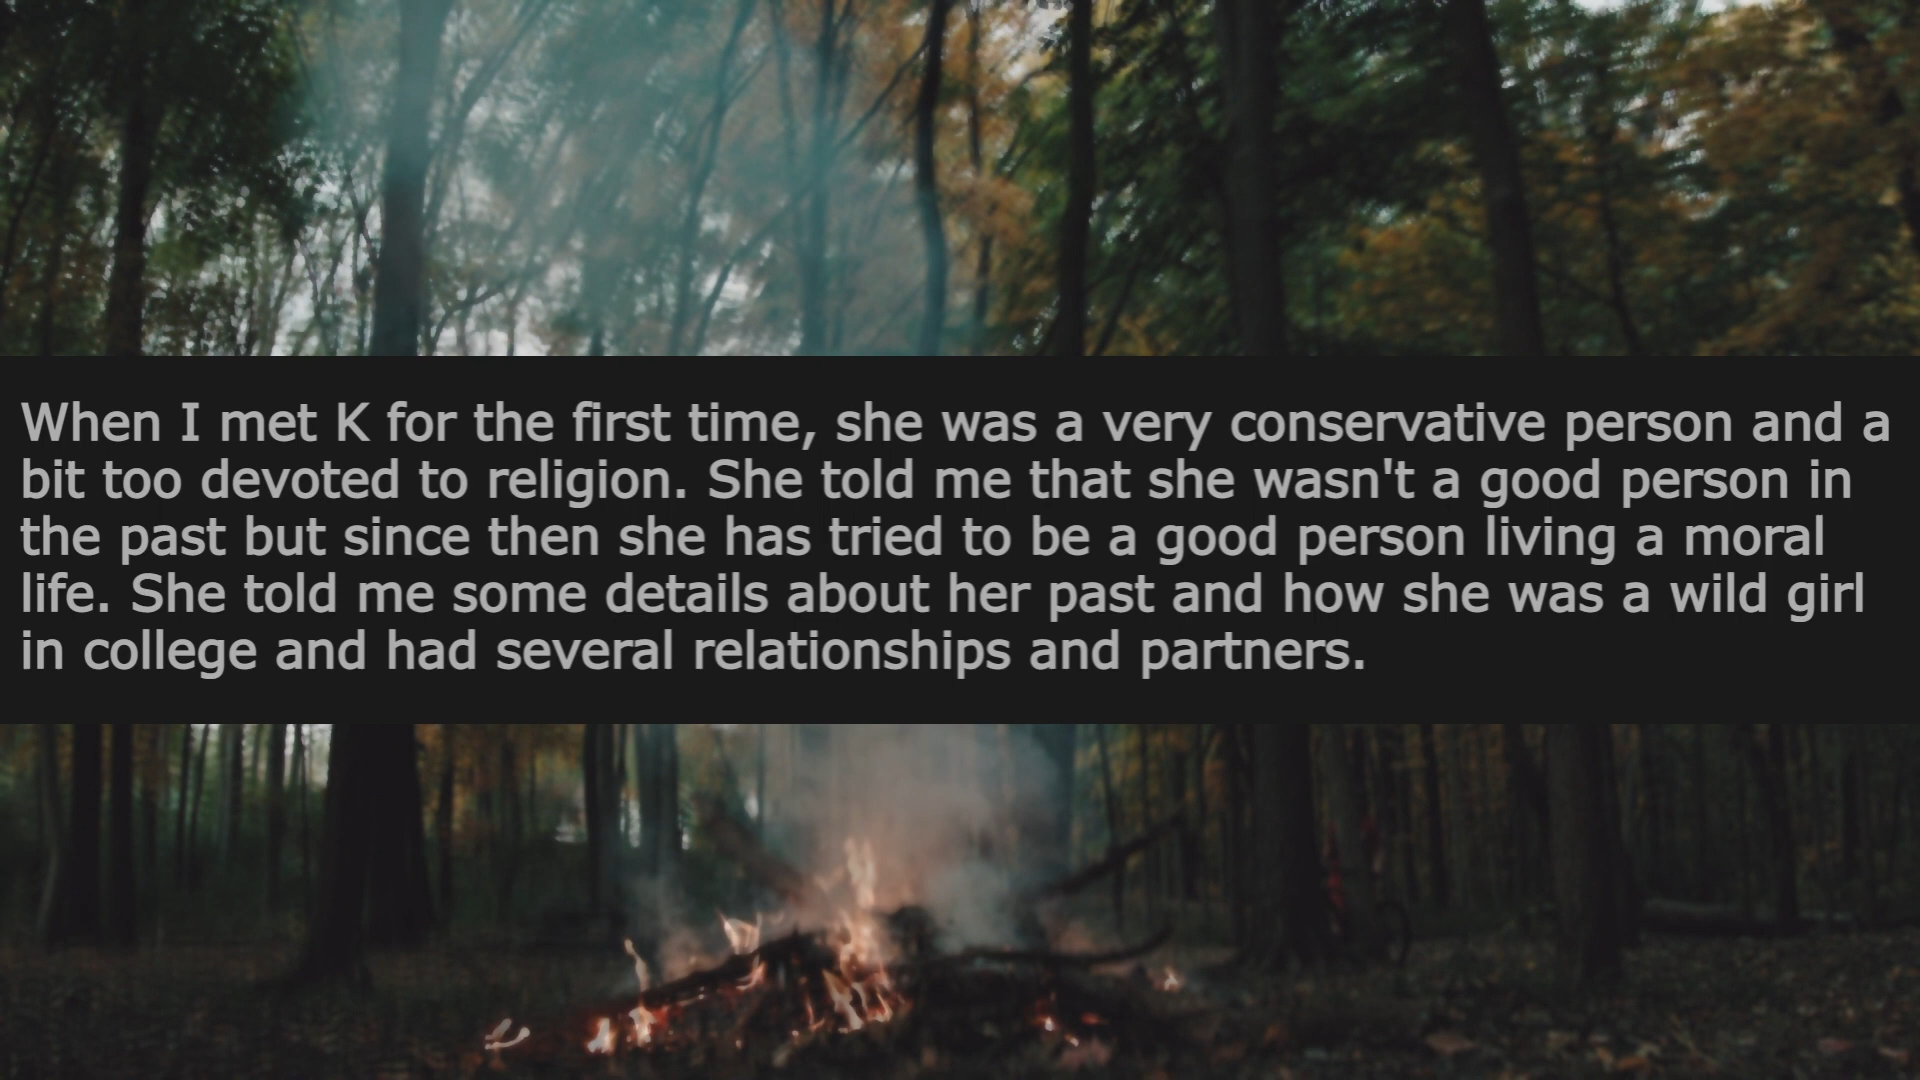 When I met K for the first time, she was a very conservative person and a
bit too devoted to religion. She told me that she wasn't a good person in
the past but since then she has tried to be a good person living a moral
life. She told me some details about her past and how she was a wild girl
in college and had several relationships and partners.